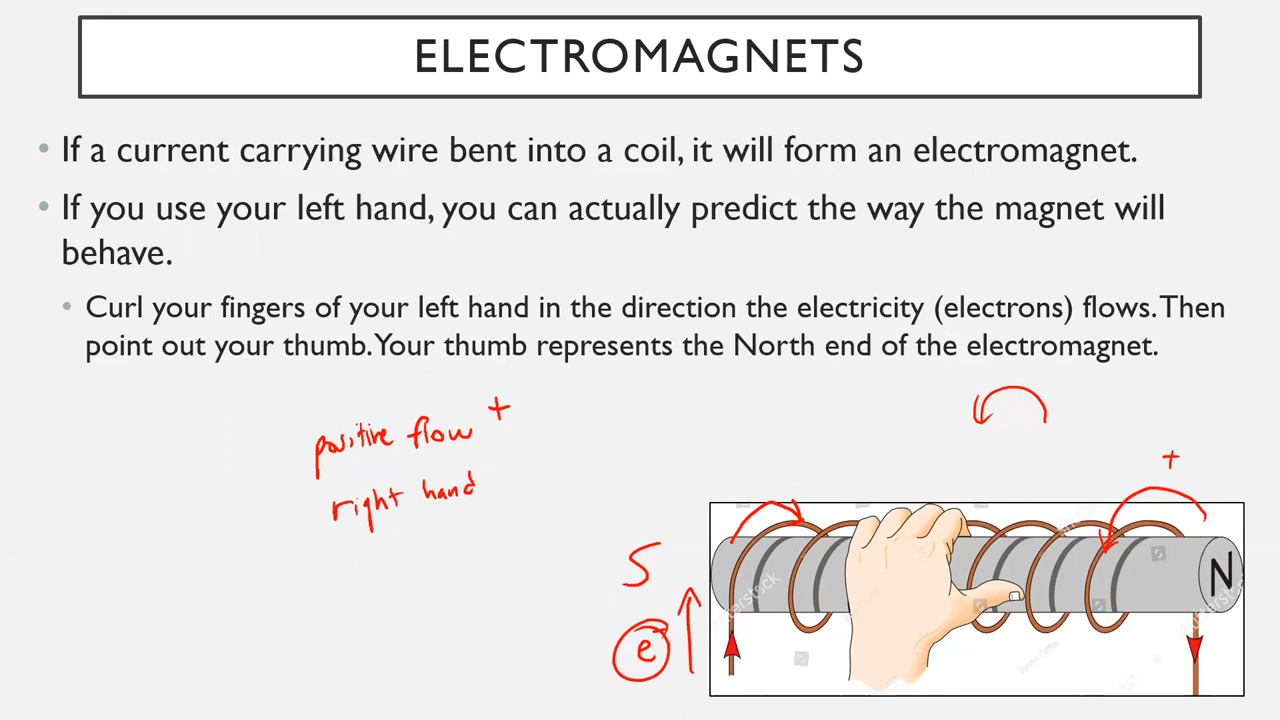 ELECTROMAGNETS
• If a current carrying wire bent into a coil, it will form an electromagnet.
• If you use your left hand, you can actually predict the way the magnet will
behave.
• Curl your fingers of your left hand in the direction the electricity (electrons) flows. Then
point out your thumb. Your thumb represents the North end of the electromagnet.
positive flow +
right hand
+
S
N
e